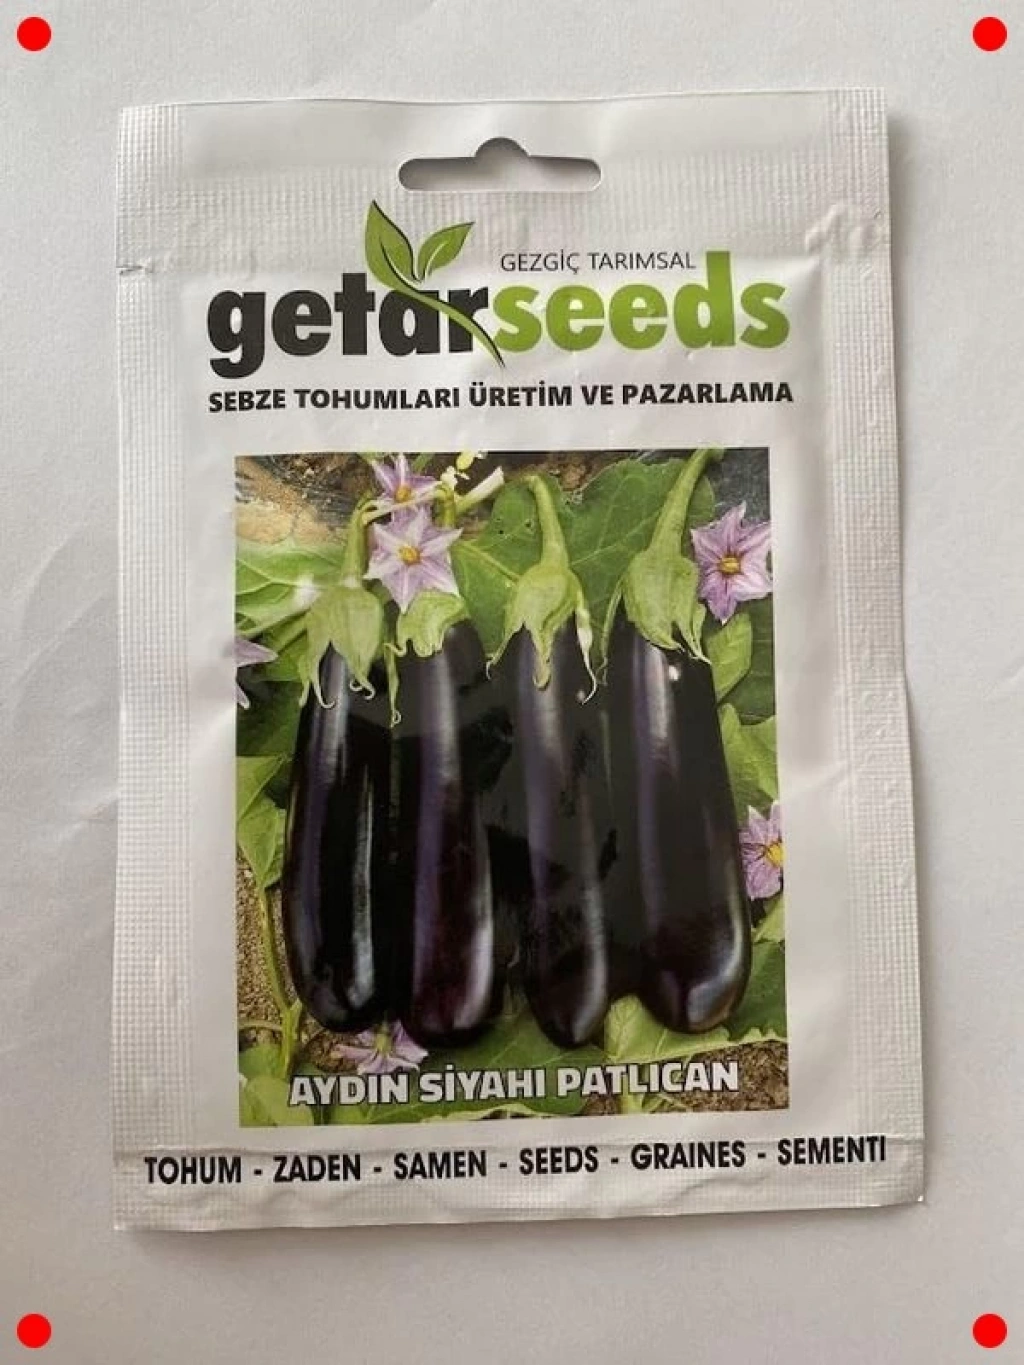 GEZGİÇ TARIMSAL
getarseeds
SEBZE TOHUMLARI ÜRETİM VE PAZARLAMA
AYDIN SİYAHI PATLICAN
TOHUM - ZADEN - SAMEN - SEEDS - GRAINES - SEMENTI